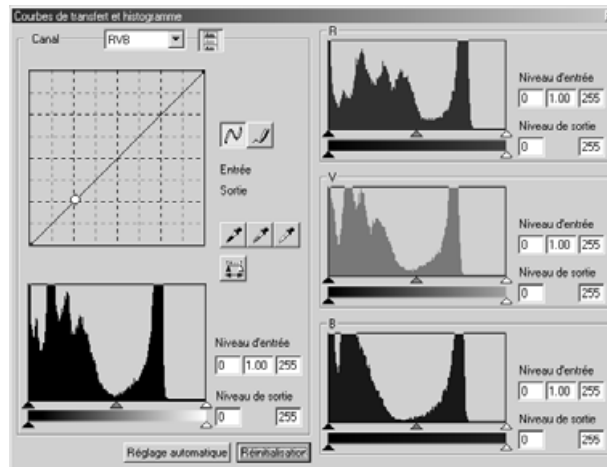 Courbes de transfert et histogramme
Canal
RVB
Entrée
Sortie
Niveau d'entrée
0 1.00 255
Niveau de sortie
0 255
Réglage automatique
Réinitialisation
R
Niveau d'entrée
0 1.00 255
Niveau de sortie
0 255
V
Niveau d'entrée
0 1.00 255
Niveau de sortie
0 255
B
Niveau d'entrée
0 1.00 255
Niveau de sortie
0 255